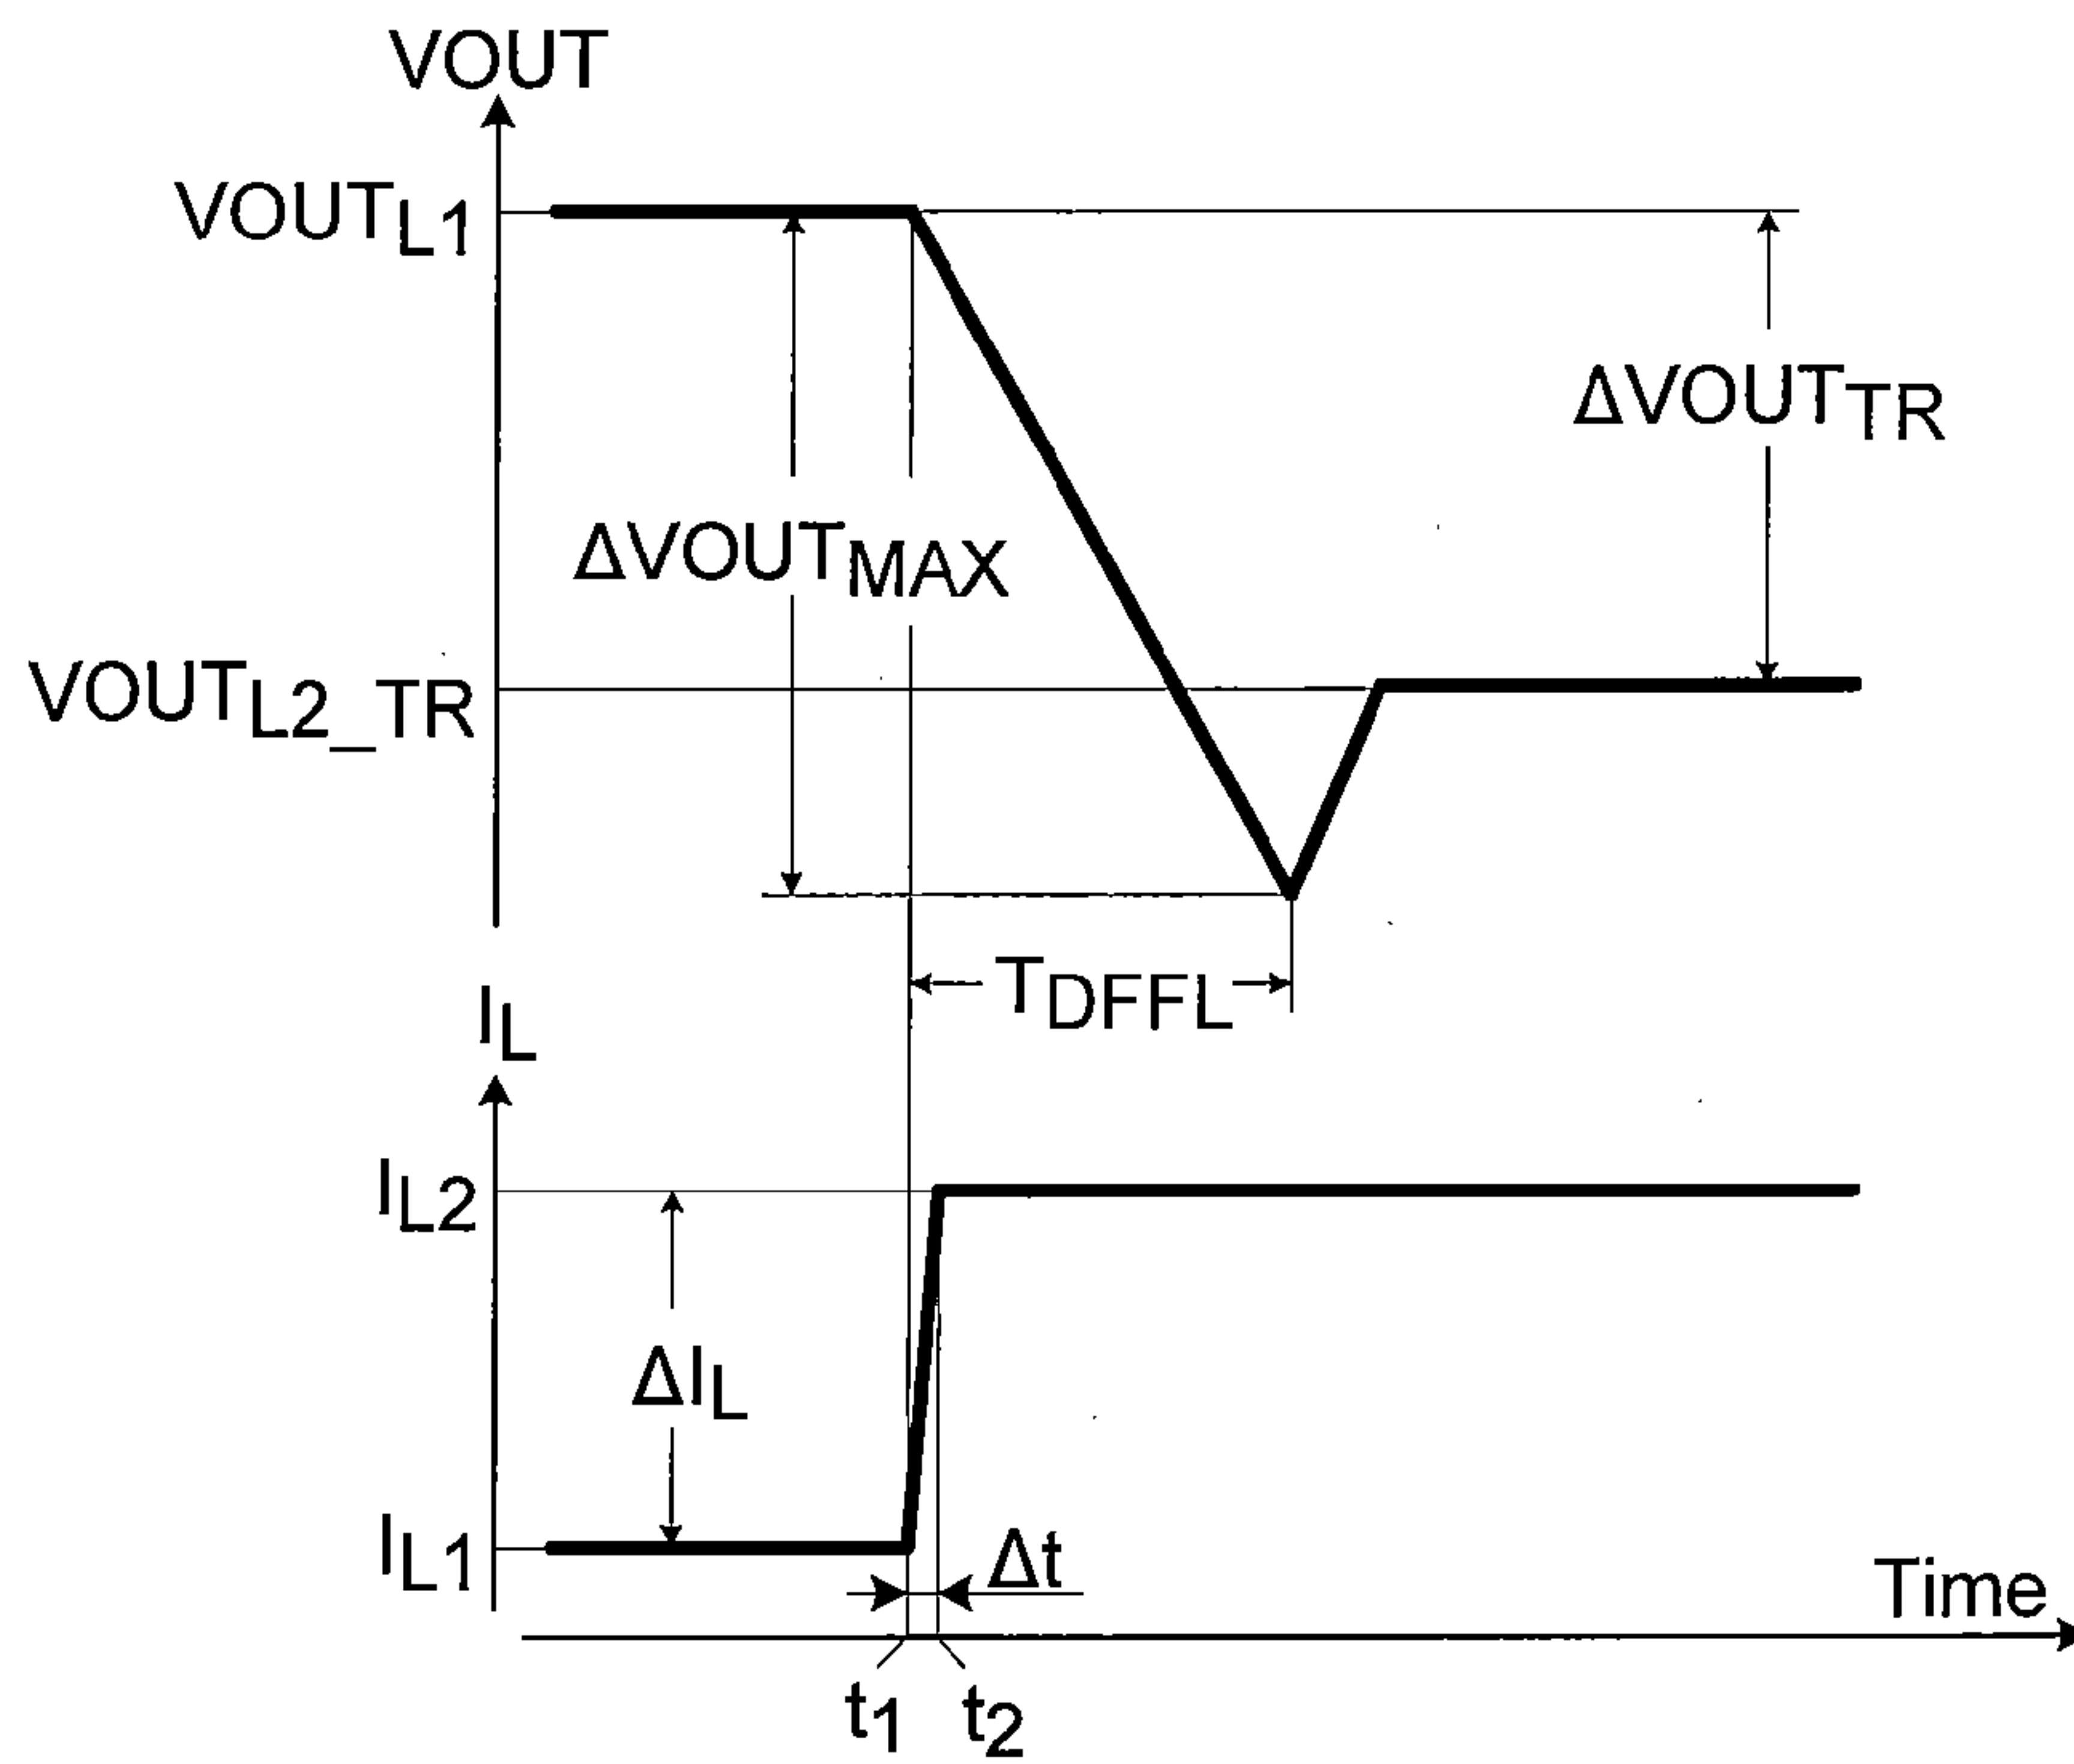 VOUT
VOUTL1
ΔVOUTTR
ΔVOUTMAX
VOUTL2_TR
TDFFL
IL
IL2
ΔIL
IL1
Δt
Time
t1
t2